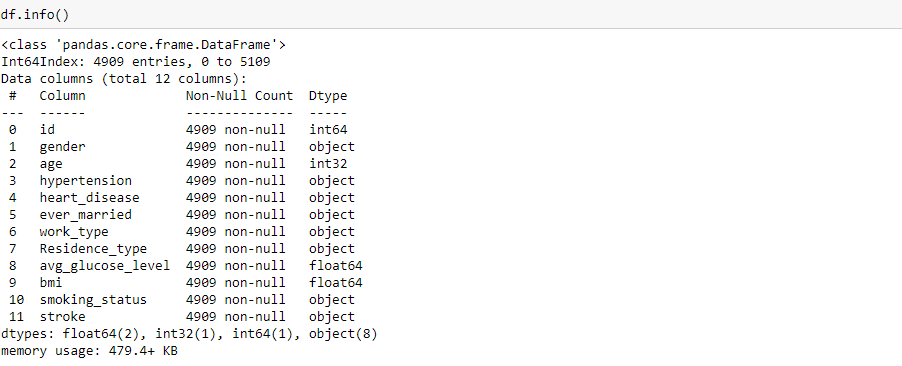 df.info()
<class 'pandas.core.frame.DataFrame'>
Int64Index: 4909 entries, 0 to 5109
Data columns (total 12 columns):
 #   Column             Non-Null Count  Dtype
---  ------             --------------  -----
 0   id                 4909 non-null   int64
 1   gender             4909 non-null   object
 2   age                4909 non-null   int32
 3   hypertension       4909 non-null   object
 4   heart_disease      4909 non-null   object
 5   ever_married       4909 non-null   object
 6   work_type          4909 non-null   object
 7   Residence_type     4909 non-null   object
 8   avg_glucose_level  4909 non-null   float64
 9   bmi                4909 non-null   float64
 10  smoking_status     4909 non-null   object
 11  stroke             4909 non-null   object
dtypes: float64(2), int32(1), int64(1), object(8)
memory usage: 479.4+ KB